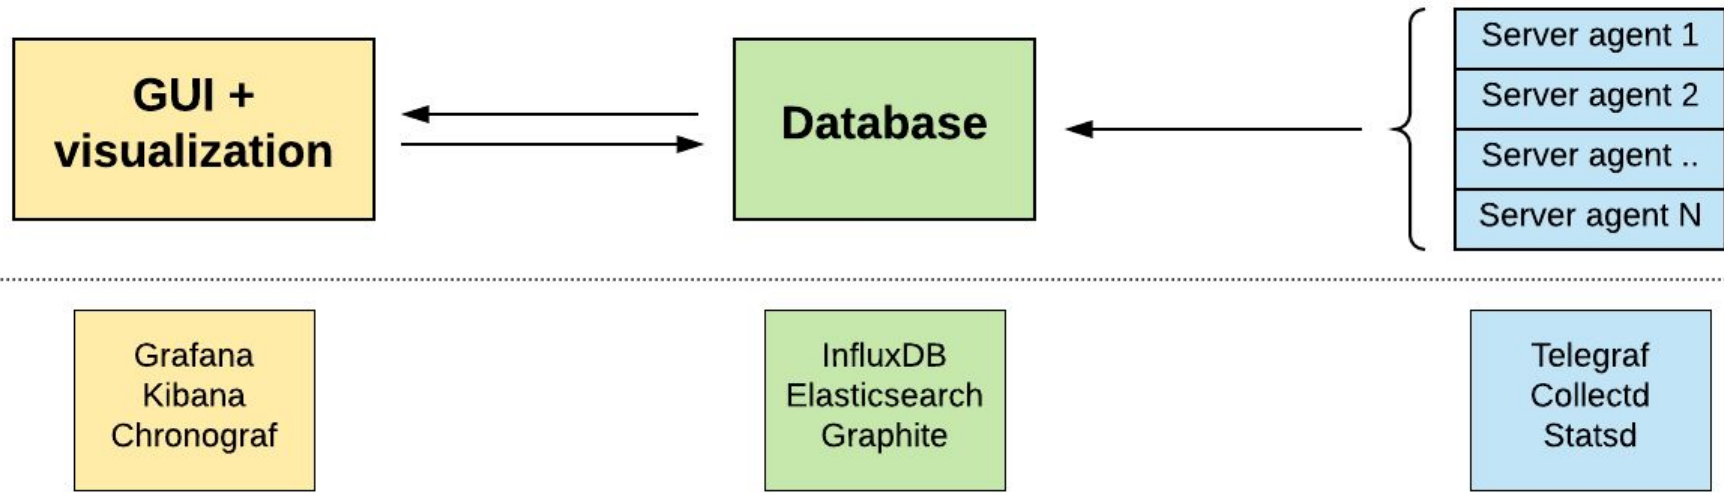 GUI +
visualization
Database
Server agent 1
Server agent 2
Server agent ..
Server agent N
Grafana
Kibana
Chronograf
InfluxDB
Elasticsearch
Graphite
Telegraf
Collectd
Statsd